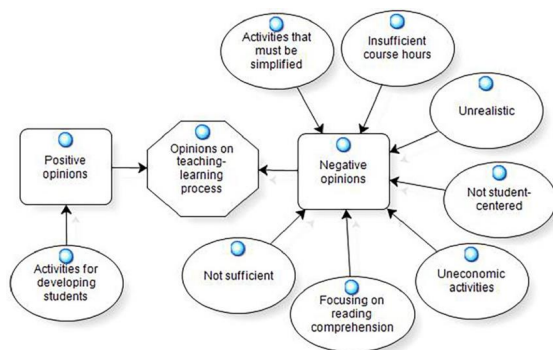 Activities that
must be
simplified
Insufficient
course hours
Unrealistic
Positive
opinions
Opinions on
teaching-
learning
process
Negative
opinions
Not student-
centered
Activities for
developing
students
Not sufficient
Focusing on
reading
comprehension
Uneconomic
activities